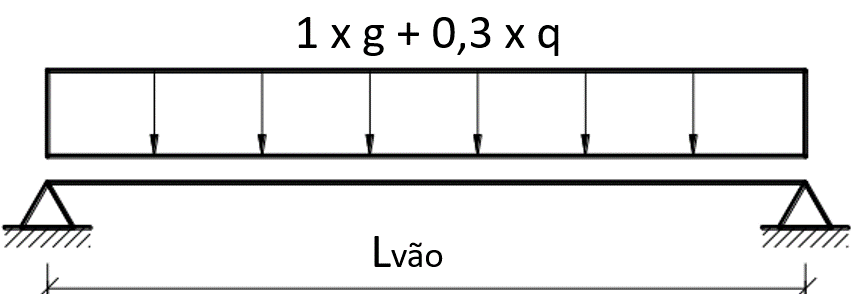 1 x g + 0,3 x q
Lvão